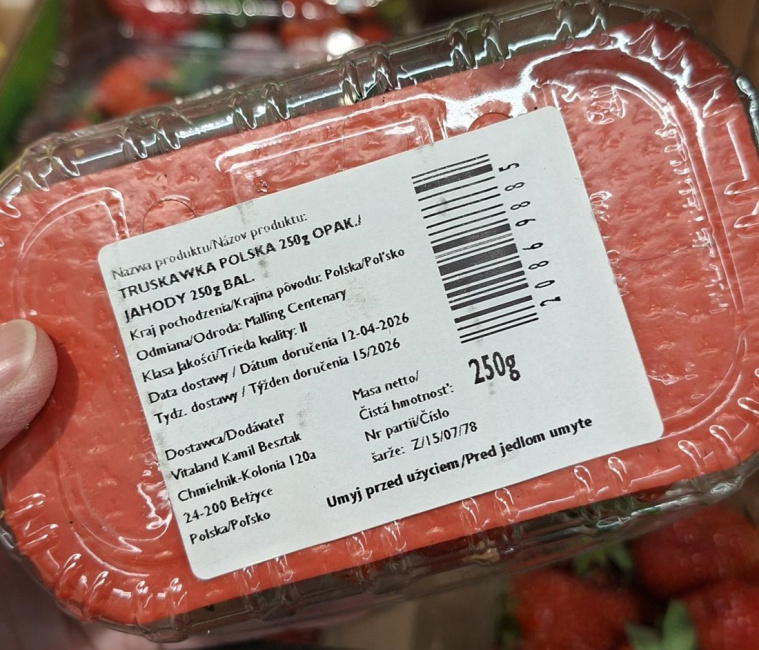 Nazwa produktu/Názov produktu:
TRUSKAWKA POLSKA 250g OPAK./
JAHODY 250g BAL.
Kraj pochodzenia/Krajina pôvodu: Polska/Poľsko
Odmiana/Odroda: Malling Centenary
Klasa Jakości/Trieda kvality: II
Data dostawy / Dátum doručenia 12-04-2026
Tydz. dostawy / Týžden doručenia 15/2026
Dostawca/Dodávateľ
Vitaland Kamil Besztak
Chmielnik-Kolonia 120a
24-200 Bełżyce
Polska/Poľsko
Masa netto/
Čistá hmotnosť:
250g
Nr partii/Číslo
šarže: Z/15/07/78
Umyj przed użyciem/Pred jedlom umyte
20869885